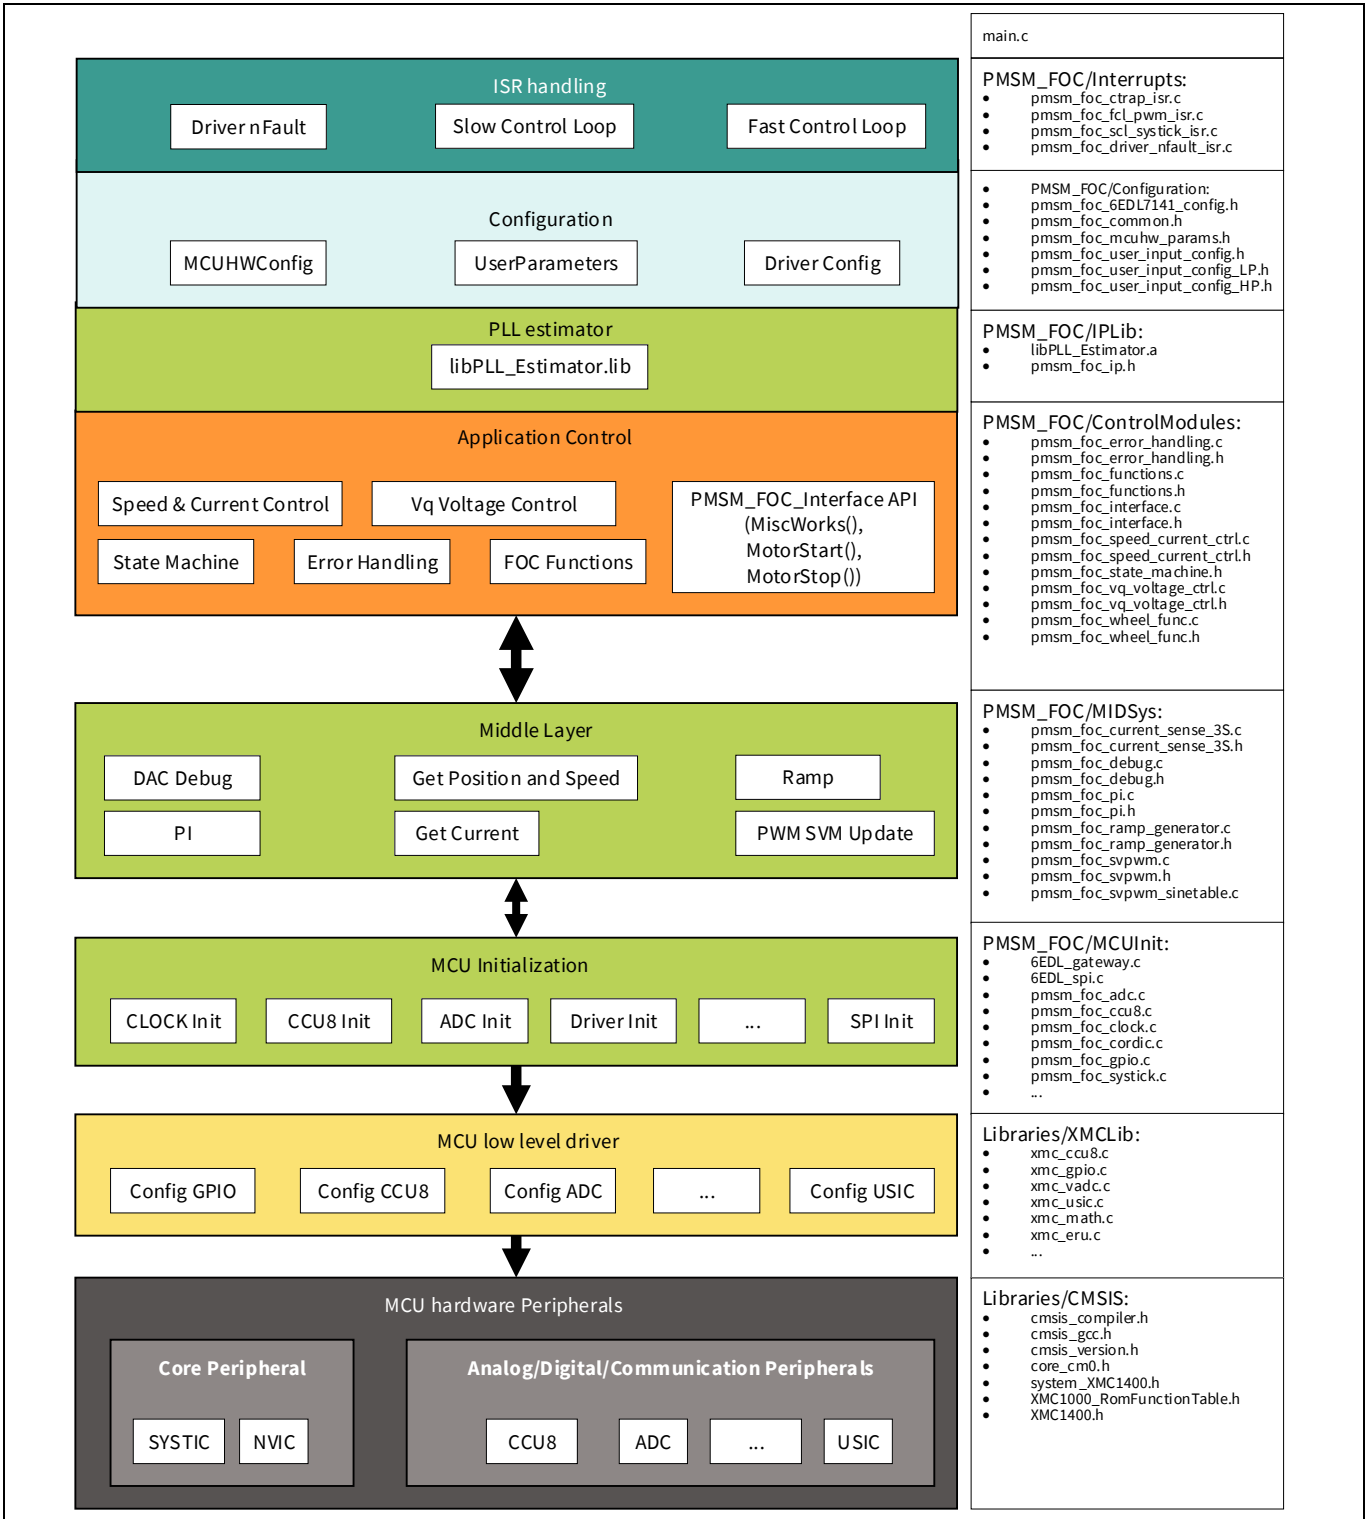 main.c
ISR handling
Driver nFault
Slow Control Loop
Fast Control Loop
PMSM_FOC/Interrupts:
• pmsm_foc_ctrap_isr.c
• pmsm_foc_fcl_pwm_isr.c
• pmsm_foc_scl_systick_isr.c
• pmsm_foc_driver_nfault_isr.c
Configuration
MCUHWConfig
UserParameters
Driver Config
• PMSM_FOC/Configuration:
• pmsm_foc_6EDL7141_config.h
• pmsm_foc_common.h
• pmsm_foc_mcuhw_params.h
• pmsm_foc_user_input_config.h
• pmsm_foc_user_input_config_LP.h
• pmsm_foc_user_input_config_HP.h
PLL estimator
libPLL_Estimator.lib
PMSM_FOC/IPLib:
• libPLL_Estimator.a
• pmsm_foc_ip.h
Application Control
Speed & Current Control
Vq Voltage Control
PMSM_FOC_Interface API
(MiscWorks(),
MotorStart(),
MotorStop())
State Machine
Error Handling
FOC Functions
PMSM_FOC/ControlModules:
• pmsm_foc_error_handling.c
• pmsm_foc_error_handling.h
• pmsm_foc_functions.c
• pmsm_foc_functions.h
• pmsm_foc_interface.c
• pmsm_foc_interface.h
• pmsm_foc_speed_current_ctrl.c
• pmsm_foc_speed_current_ctrl.h
• pmsm_foc_state_machine.h
• pmsm_foc_vq_voltage_ctrl.c
• pmsm_foc_vq_voltage_ctrl.h
• pmsm_foc_wheel_func.c
• pmsm_foc_wheel_func.h
Middle Layer
DAC Debug
Get Position and Speed
Ramp
PI
Get Current
PWM SVM Update
PMSM_FOC/MIDSys:
• pmsm_foc_current_sense_3S.c
• pmsm_foc_current_sense_3S.h
• pmsm_foc_debug.c
• pmsm_foc_debug.h
• pmsm_foc_pi.c
• pmsm_foc_pi.h
• pmsm_foc_ramp_generator.c
• pmsm_foc_ramp_generator.h
• pmsm_foc_svpwm.c
• pmsm_foc_svpwm.h
• pmsm_foc_svpwm_sinetable.c
MCU Initialization
CLOCK Init
CCU8 Init
ADC Init
Driver Init
...
SPI Init
PMSM_FOC/MCUInit:
• 6EDL_gateway.c
• 6EDL_spi.c
• pmsm_foc_adc.c
• pmsm_foc_ccu8.c
• pmsm_foc_clock.c
• pmsm_foc_cordic.c
• pmsm_foc_gpio.c
• pmsm_foc_systick.c
• ...
MCU low level driver
Config GPIO
Config CCU8
Config ADC
...
Config USIC
Libraries/XMCLib:
• xmc_ccu8.c
• xmc_gpio.c
• xmc_vadc.c
• xmc_usic.c
• xmc_math.c
• xmc_eru.c
• ...
MCU hardware Peripherals
Core Peripheral
SYSTIC
NVIC
Analog/Digital/Communication Peripherals
CCU8
ADC
...
USIC
Libraries/CMSIS:
• cmsis_compiler.h
• cmsis_gcc.h
• cmsis_version.h
• core_cm0.h
• system_XMC1400.h
• XMC1000_RomFunctionTable.h
• XMC1400.h